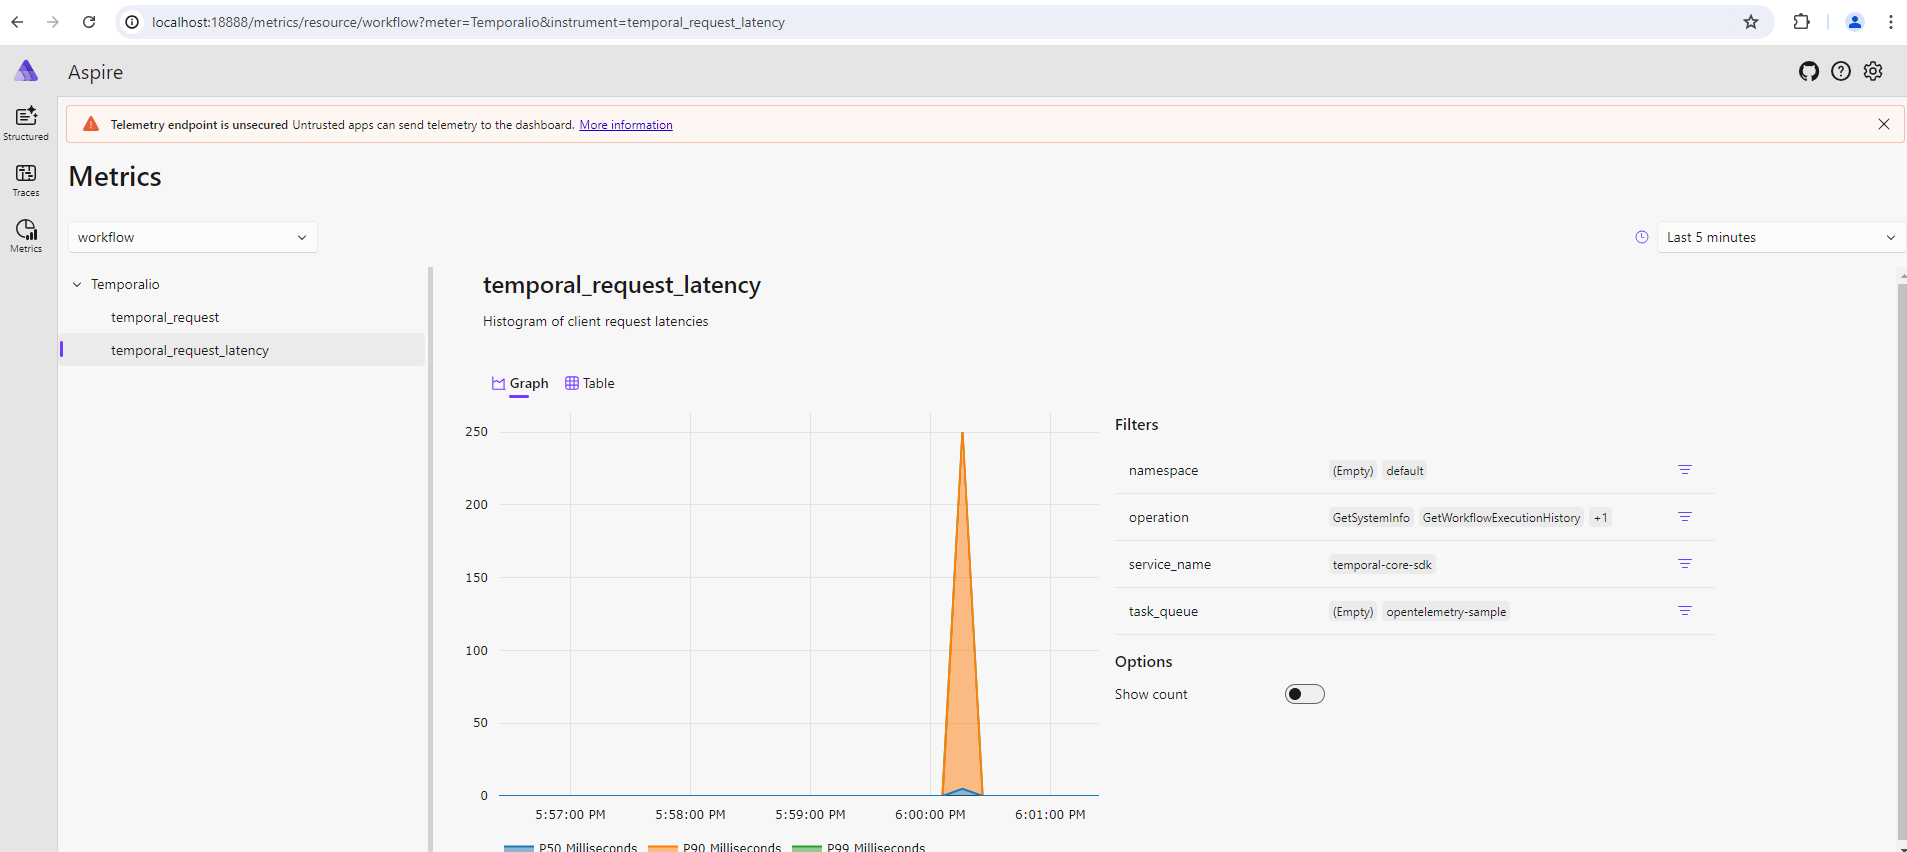 localhost:18888/metrics/resource/workflow?meter=Temporalio&instrument=temporal_request_latency
Aspire
Structured
Traces
Metrics
Telemetry endpoint is unsecured Untrusted apps can send telemetry to the dashboard. More information
Metrics
workflow
Last 5 minutes
Temporalio
temporal_request
temporal_request_latency
temporal_request_latency
Histogram of client request latencies
Graph Table
250
200
150
100
50
0
5:57:00 PM 5:58:00 PM 5:59:00 PM 6:00:00 PM 6:01:00 PM
P50 Milliseconds P90 Milliseconds P99 Milliseconds
Filters
namespace (Empty) default
operation GetSystemInfo GetWorkflowExecutionHistory +1
service_name temporal-core-sdk
task_queue (Empty) opentelemetry-sample
Options
Show count